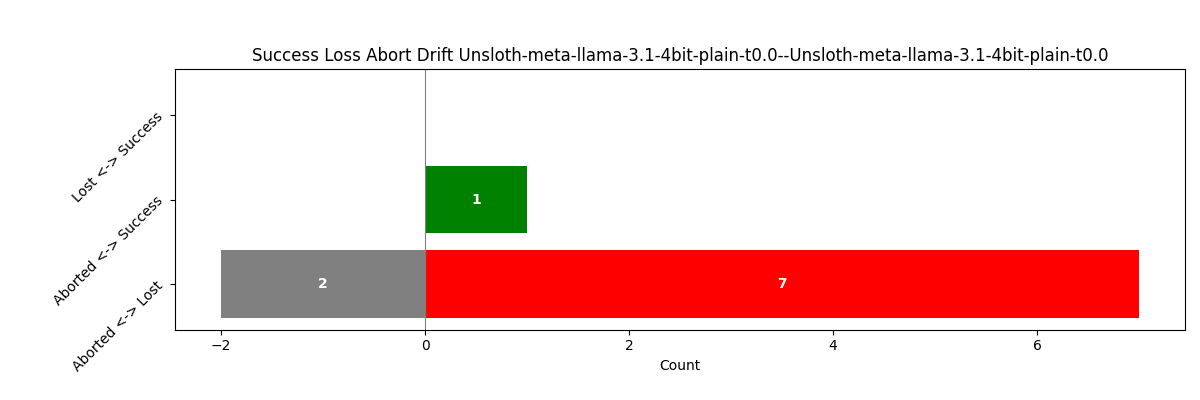 Success Loss Abort Drift Unsloth-meta-llama-3.1-4bit-plain-t0.0--Unsloth-meta-llama-3.1-4bit-plain-t0.0
Lost <-> Success
Aborted <-> Success
1
Aborted <-> Lost
2
7
−2
0
2
4
6
Count